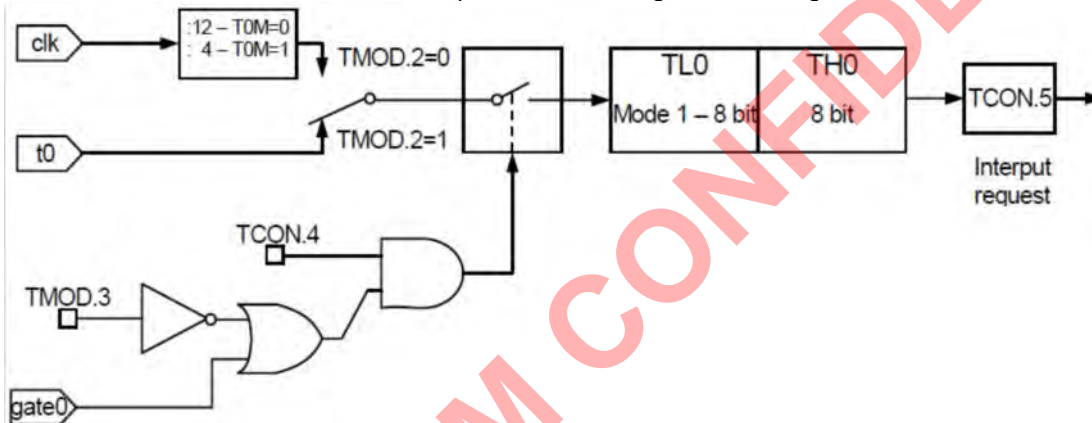 clk
:12 – T0M=0
: 4 – T0M=1
TMOD.2=0
TMOD.2=1
t0
TL0
Mode 1 – 8 bit
TH0
8 bit
TCON.5
Interput
request
TCON.4
TMOD.3
gate0
M CONFIDE